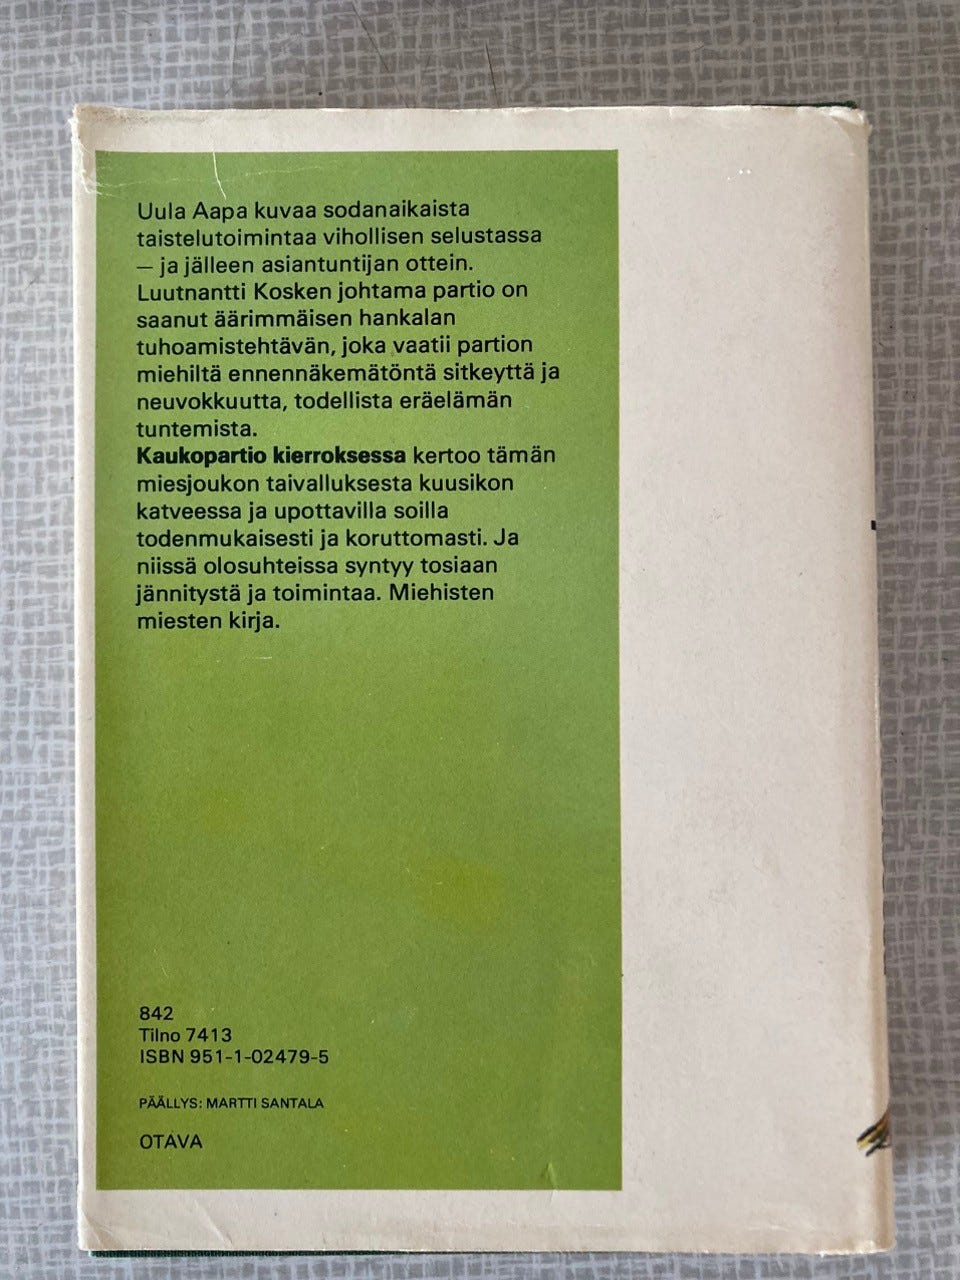 Uula Aapa kuvaa sodanaikaista
taistelutoimintaa vihollisen selustassa
— ja jälleen asiantuntijan ottein.
Luutnantti Kosken johtama partio on
saanut äärimmäisen hankalan
tuhoamistehtävän, joka vaatii partion
miehiltä ennennäkemätöntä sitkeyttä ja
neuvokkuutta, todellista eräelämän
tuntemista.
Kaukopartio kierroksessa kertoo tämän
miesjoukon taivalluksesta kuusikon
katveessa ja upottavilla soilla
todenmukaisesti ja koruttomasti. Ja
niissä olosuhteissa syntyy tosiaan
jännitystä ja toimintaa. Miehisten
miesten kirja.
842
Tilno 7413
ISBN 951-1-02479-5
PÄÄLLYS: MARTTI SANTALA
OTAVA